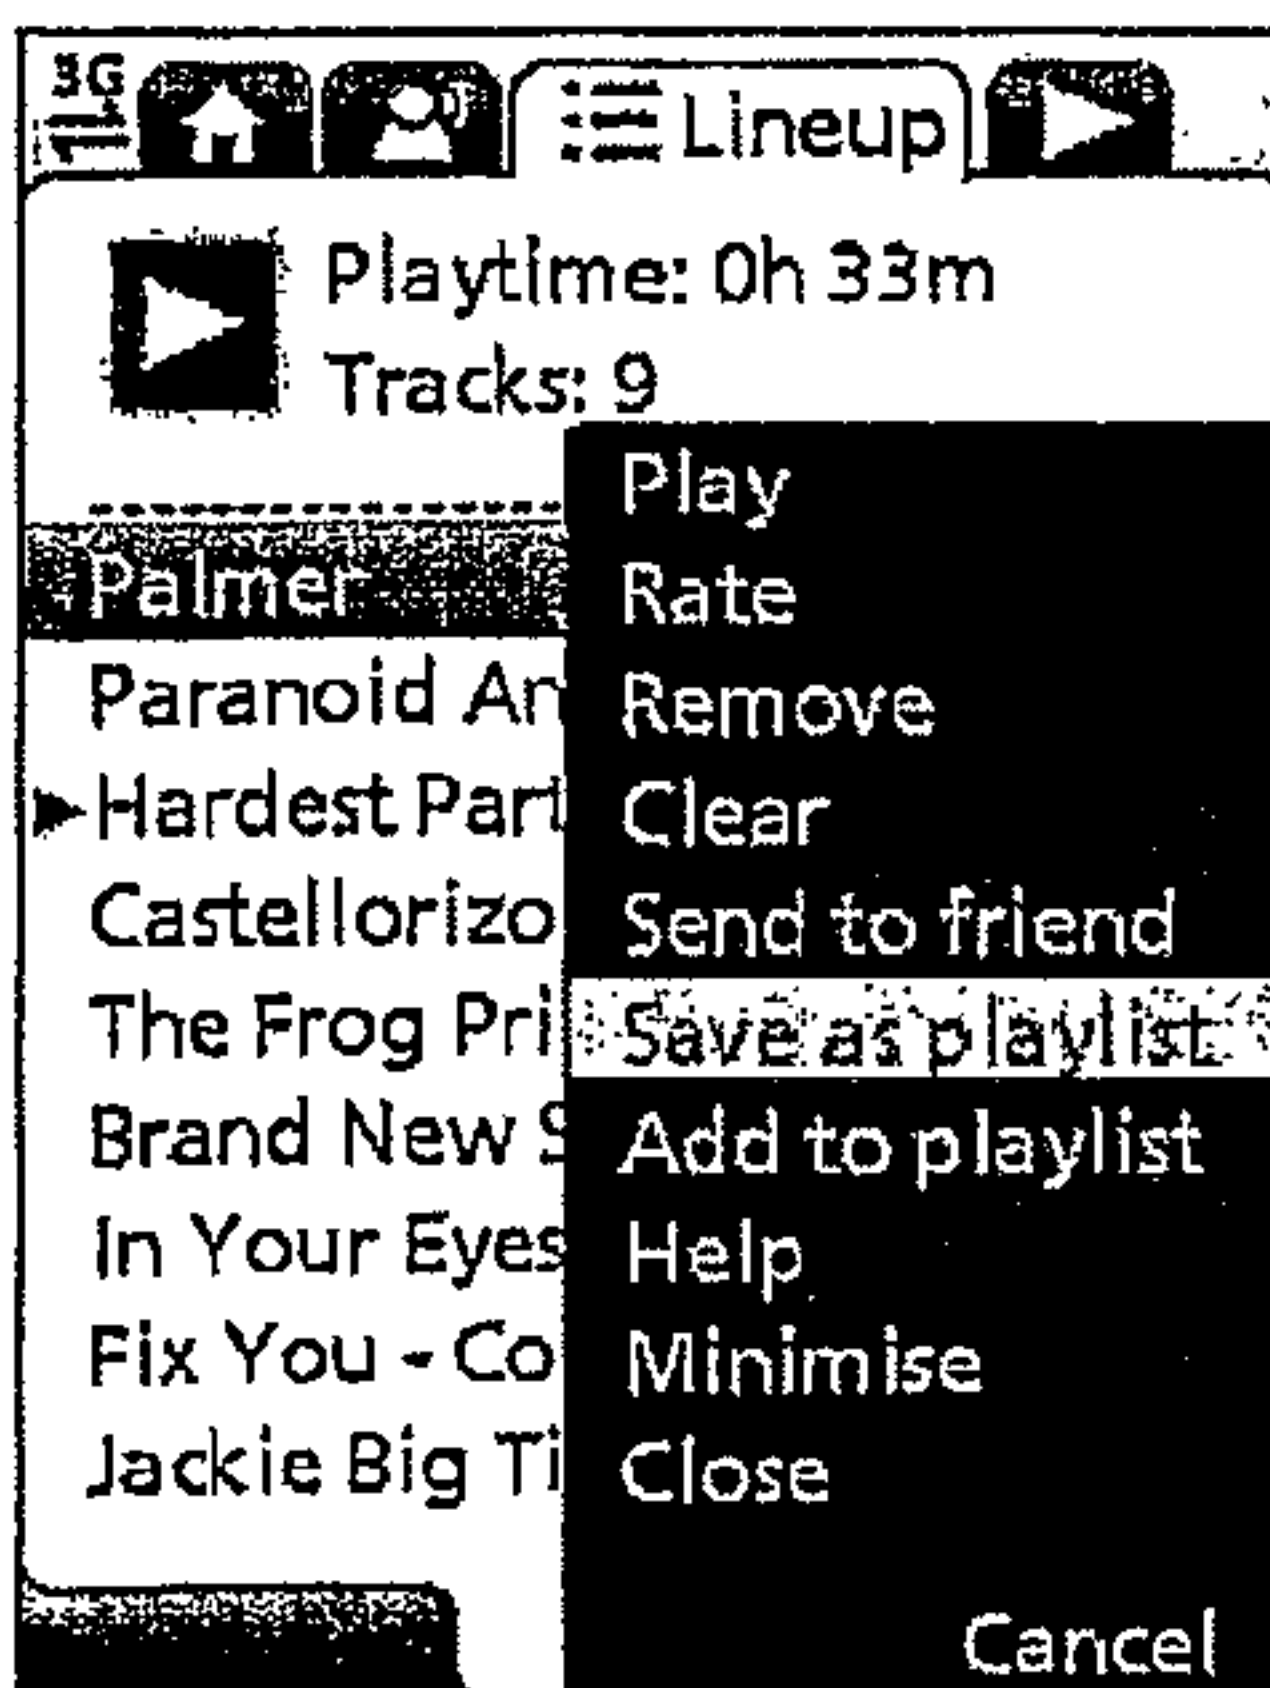 3G
Lineup
Playtime: 0h 33m
Tracks: 9
Palmer
Paranoid An
Hardest Part
Castellorizo
The Frog Pri
Brand New S
In Your Eyes
Fix You - Co
Jackie Big Ti
Play
Rate
Remove
Clear
Send to friend
Save as playlist
Add to playlist
Help
Minimise
Close
Cancel